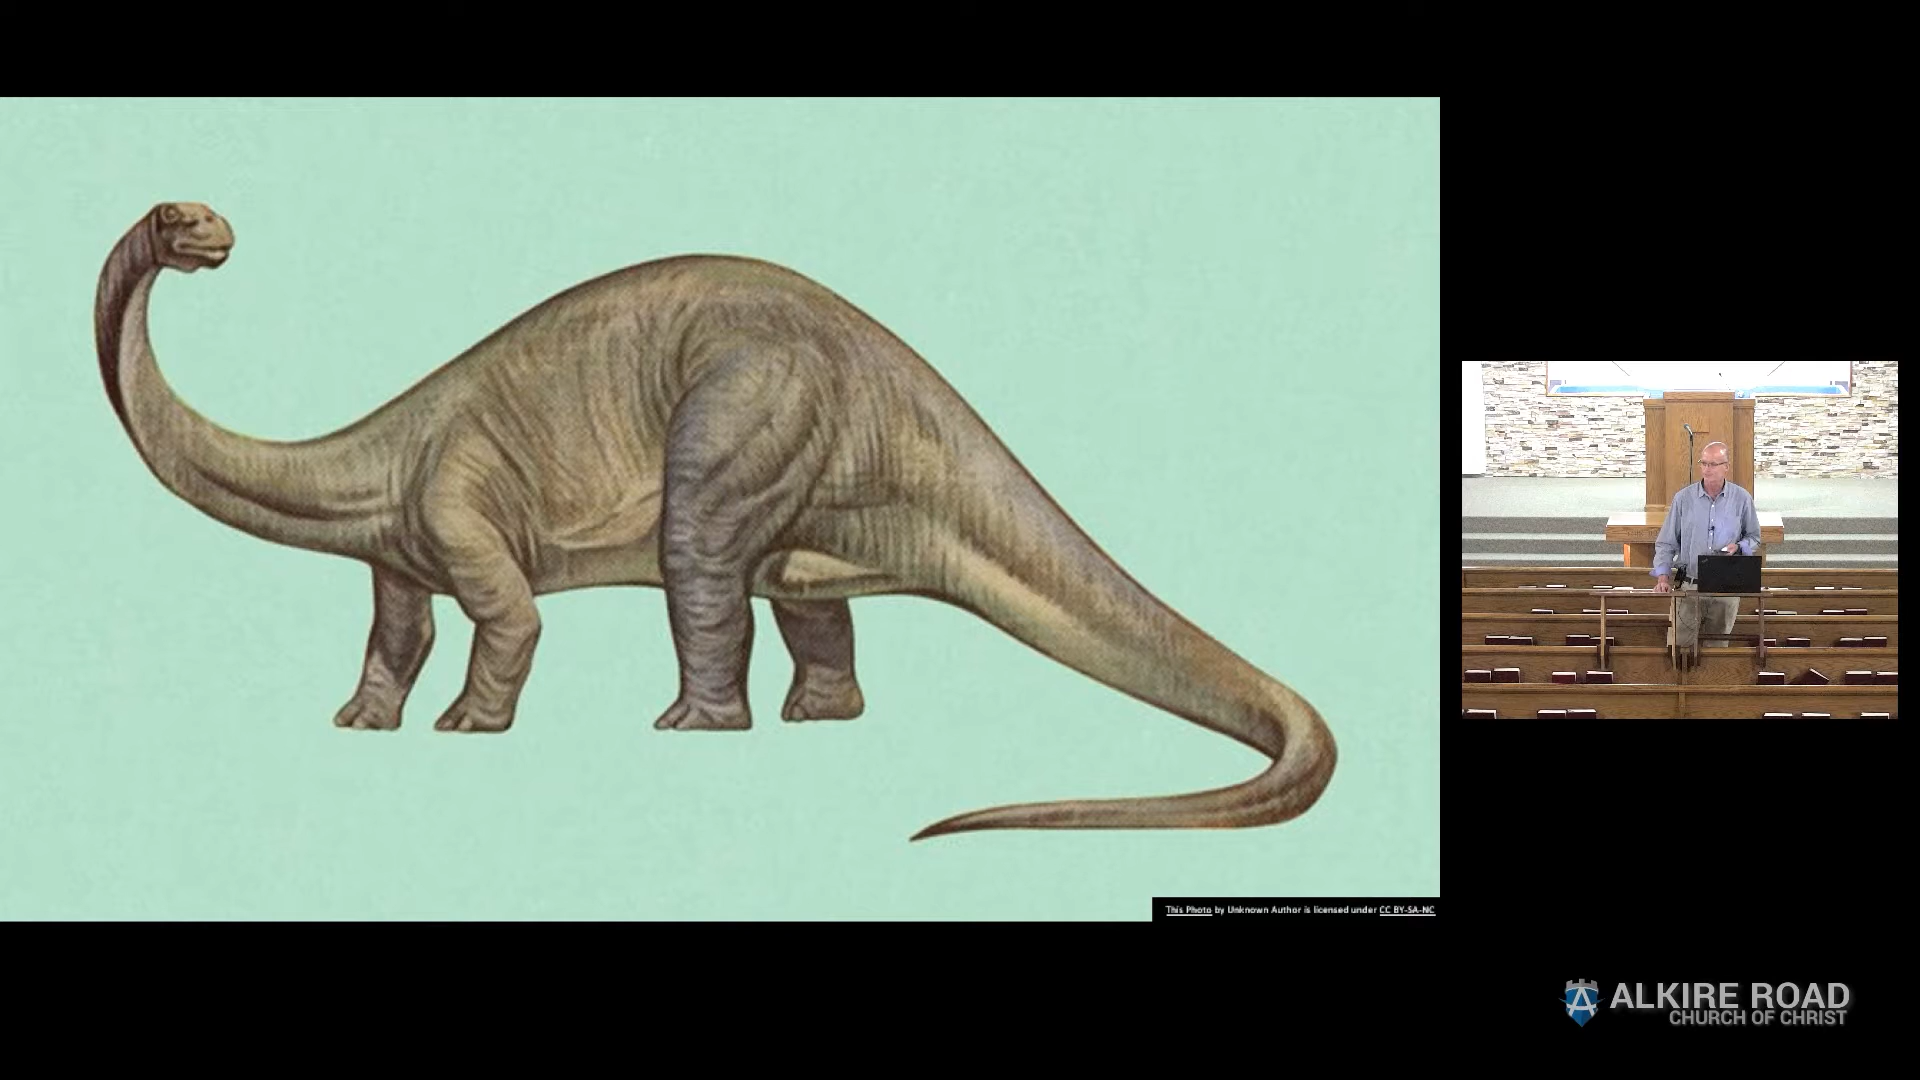 This Photo by Unknown Author is licensed under CC BY-SA-NC
ALKIRE ROAD
CHURCH OF CHRIST